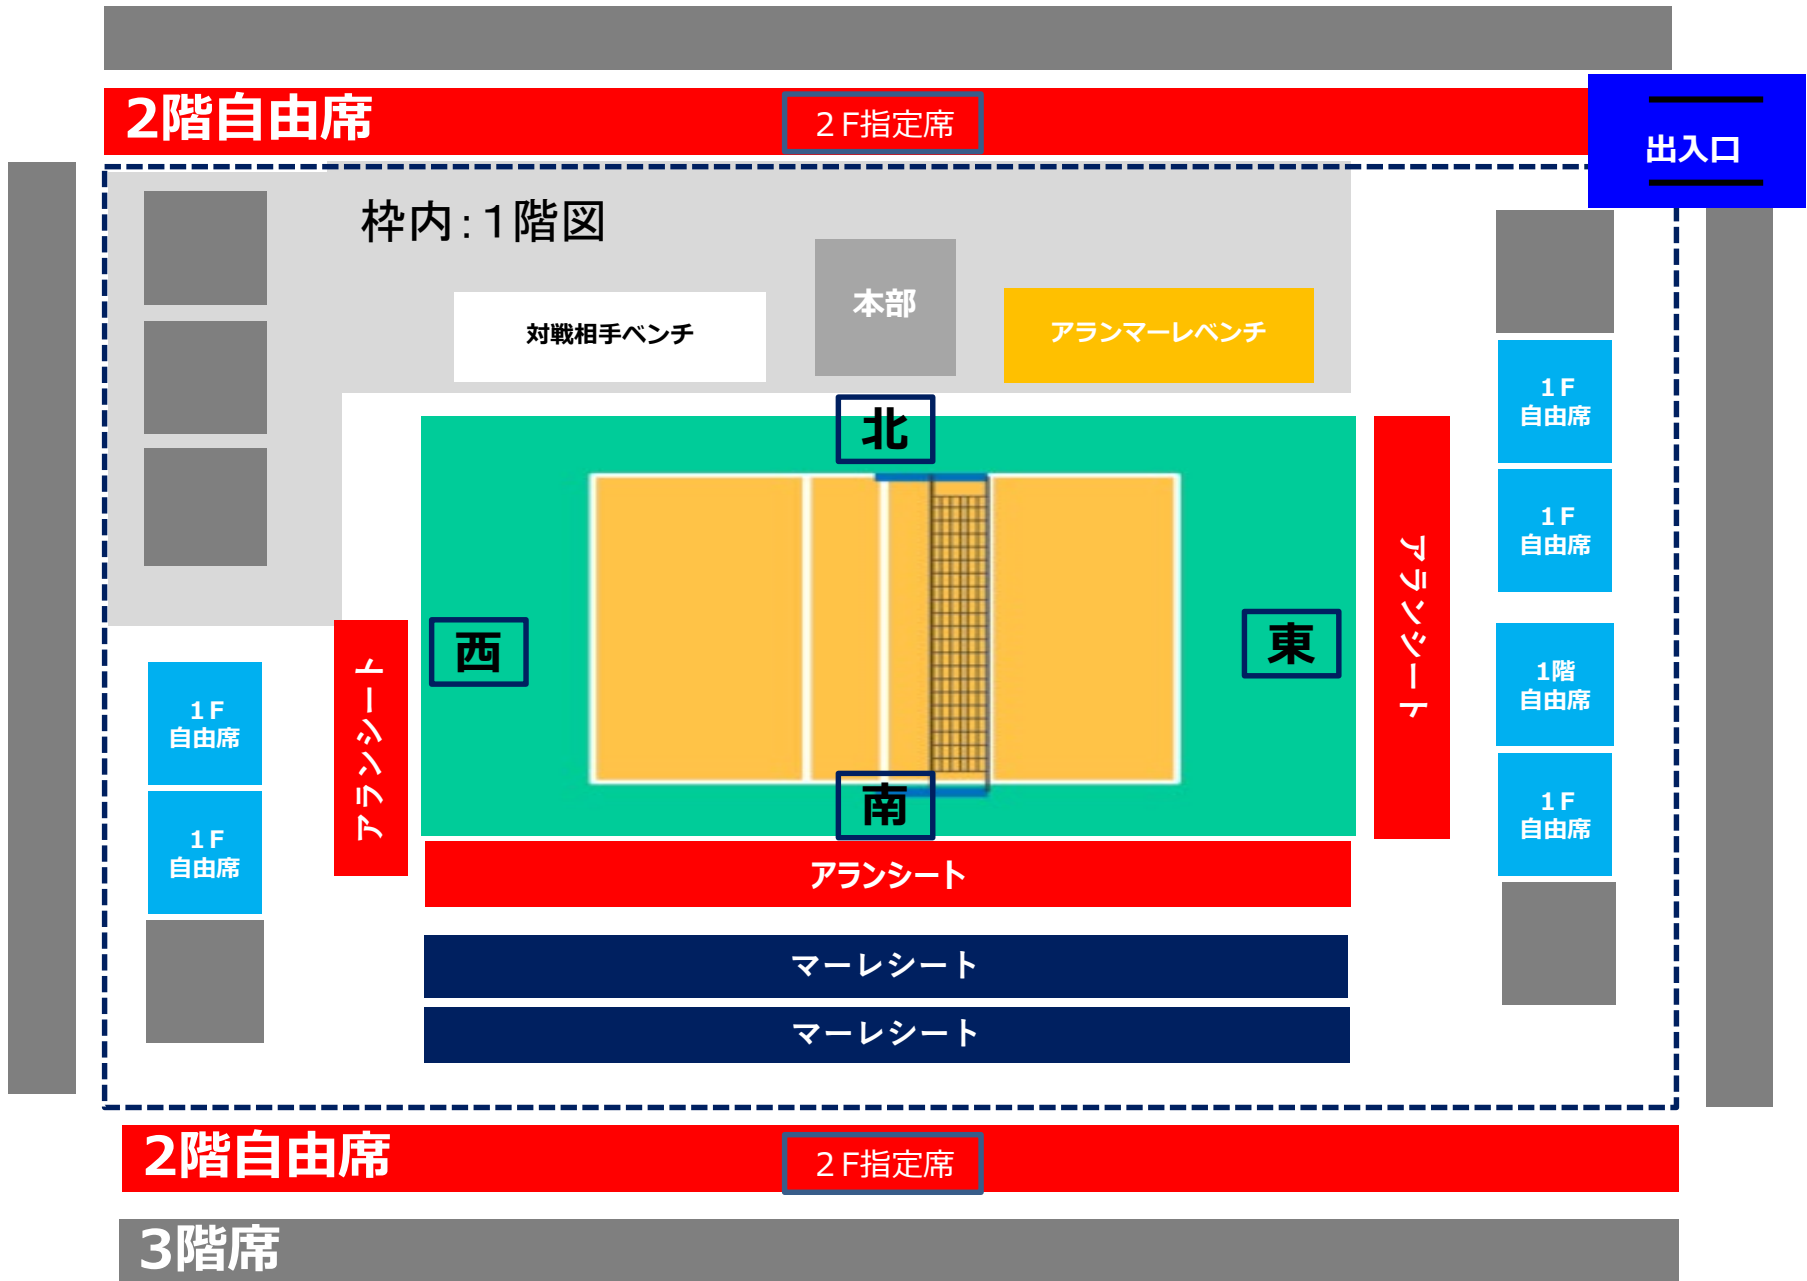 2階自由席
２F指定席
出入口
枠内：１階図
本部
対戦相手ベンチ
アランマーレベンチ
北
１F
自由席
１F
自由席
アランシート
西
東
アランシート
１F
自由席
１F
自由席
1階
自由席
１F
自由席
南
アランシート
マーレシート
マーレシート
2階自由席
２F指定席
3階席